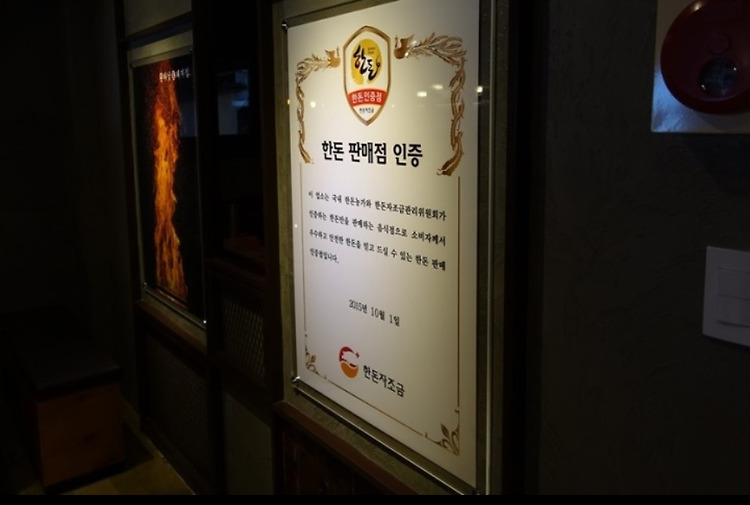 한돈
한돈인증점
한돈자조금
한돈 판매점 인증
이 업소는 국내 한돈농가와 한돈자조금관리위원회가
인증하는 한돈만을 판매하는 음식점으로 소비자께서
우수하고 안전한 한돈을 믿고 드실 수 있는 한돈 판매
인증점입니다.
2015년 10월 1일
한돈자조금